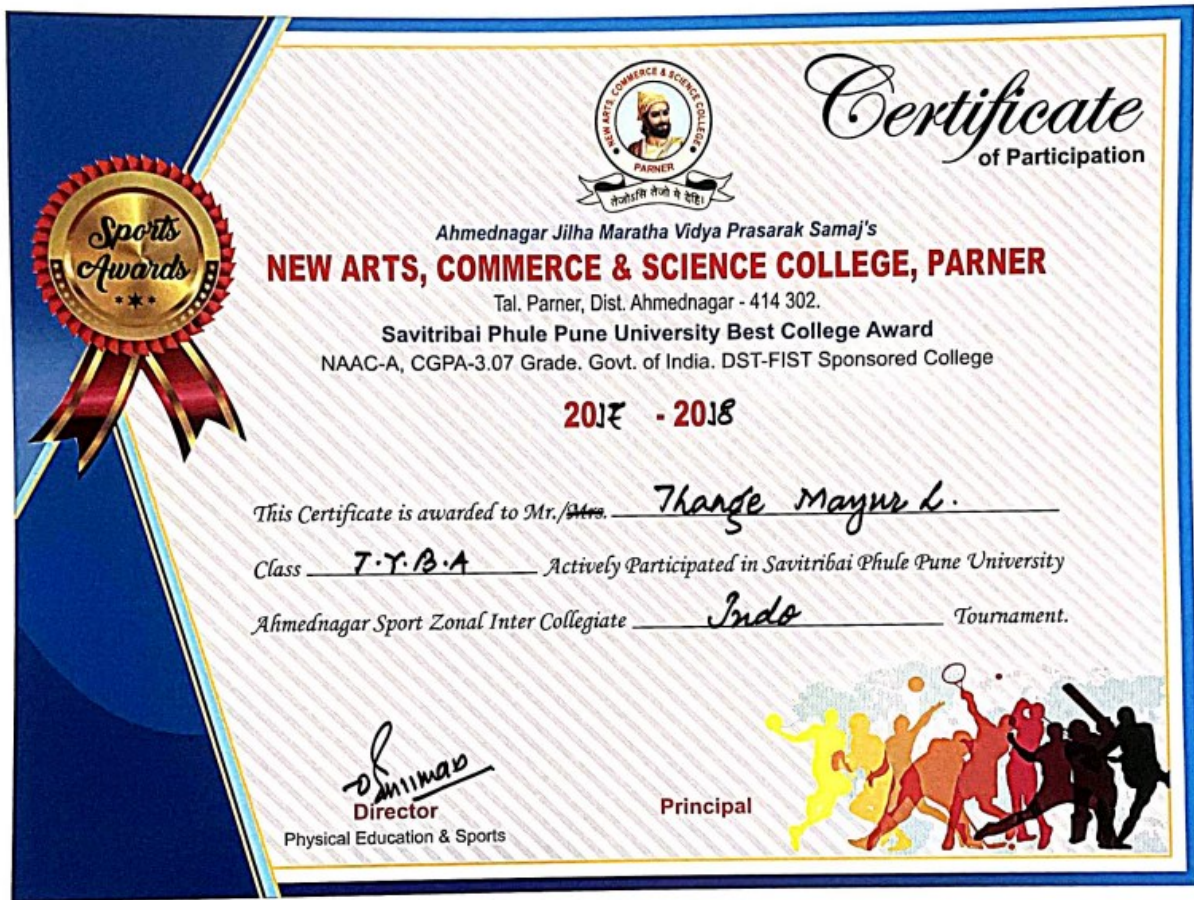 NEW ARTS, COMMERCE & SCIENCE COLLEGE
PARNER
तेजोऽसि तेजो मे देहि।
Certificate
of Participation
Sports
Awards
Ahmednagar Jilha Maratha Vidya Prasarak Samaj's
NEW ARTS, COMMERCE & SCIENCE COLLEGE, PARNER
Tal. Parner, Dist. Ahmednagar - 414 302.
Savitribai Phule Pune University Best College Award
NAAC-A, CGPA-3.07 Grade. Govt. of India. DST-FIST Sponsored College
2017 - 2018
This Certificate is awarded to Mr./Mrs. Thange Mayur L.
Class T.Y.B.A Actively Participated in Savitribai Phule Pune University
Ahmednagar Sport Zonal Inter Collegiate Tournament.
Director
Physical Education & Sports
Principal